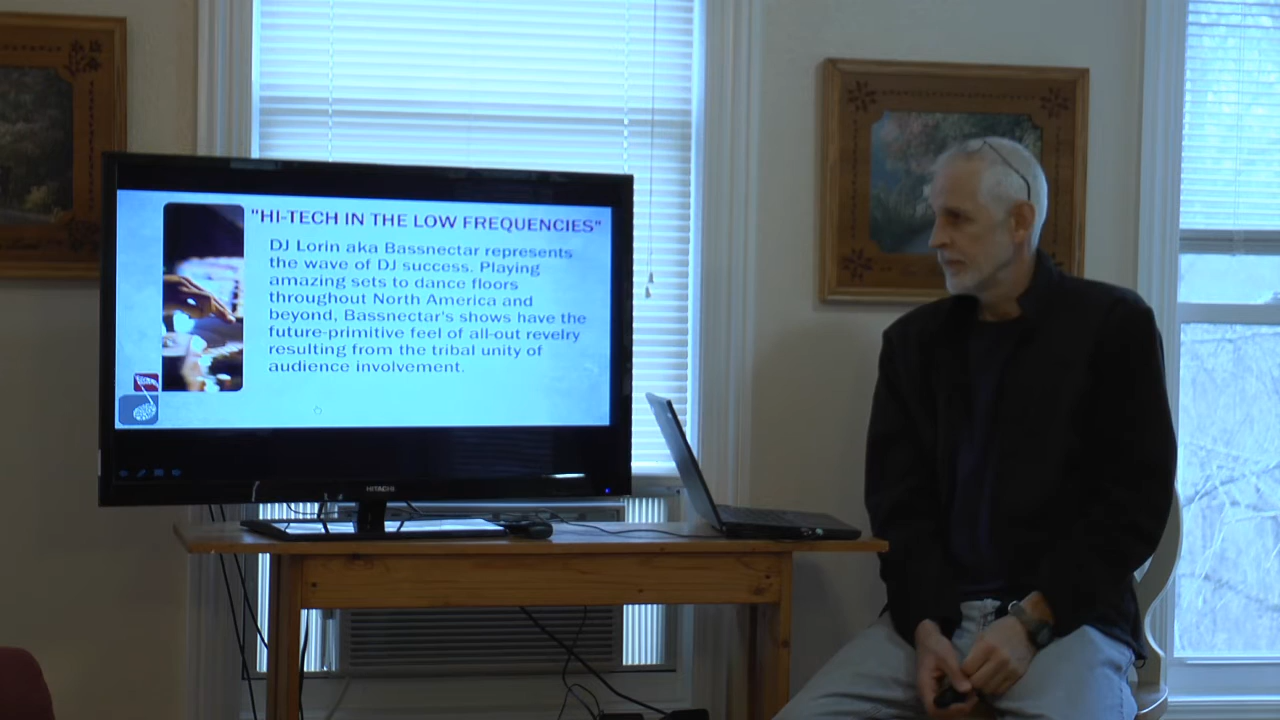 "HI-TECH IN THE LOW FREQUENCIES"
DJ Lorin aka Bassnectar represents
the wave of DJ success. Playing
amazing sets to dance floors
throughout North America and
beyond, Bassnectar's shows have the
future-primitive feel of all-out revelry
resulting from the tribal unity of
audience involvement.
HITACHI